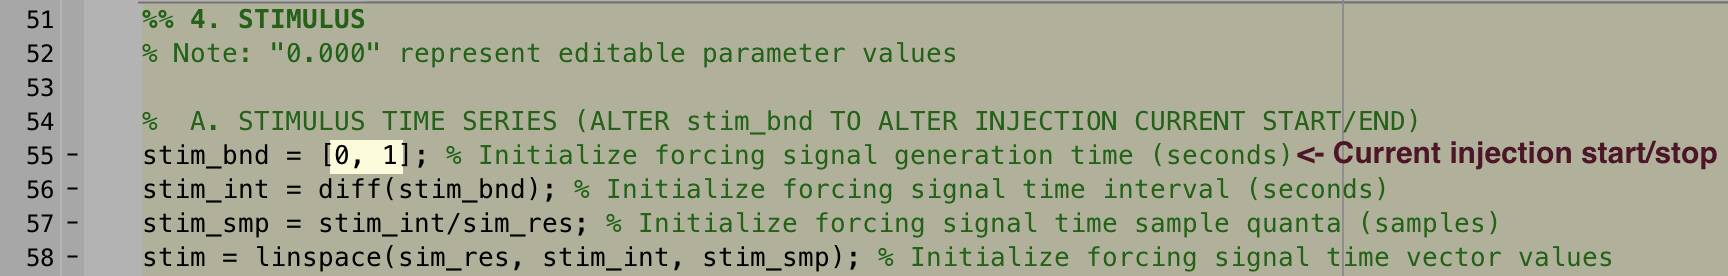 51 %% 4. STIMULUS
52 % Note: "0.000" represent editable parameter values
53
54 %  A. STIMULUS TIME SERIES (ALTER stim_bnd TO ALTER INJECTION CURRENT START/END)
55 - stim_bnd = [0, 1]; % Initialize forcing signal generation time (seconds) <- Current injection start/stop
56 - stim_int = diff(stim_bnd); % Initialize forcing signal time interval (seconds)
57 - stim_smp = stim_int/sim_res; % Initialize forcing signal time sample quanta (samples)
58 - stim = linspace(sim_res, stim_int, stim_smp); % Initialize forcing signal time vector values